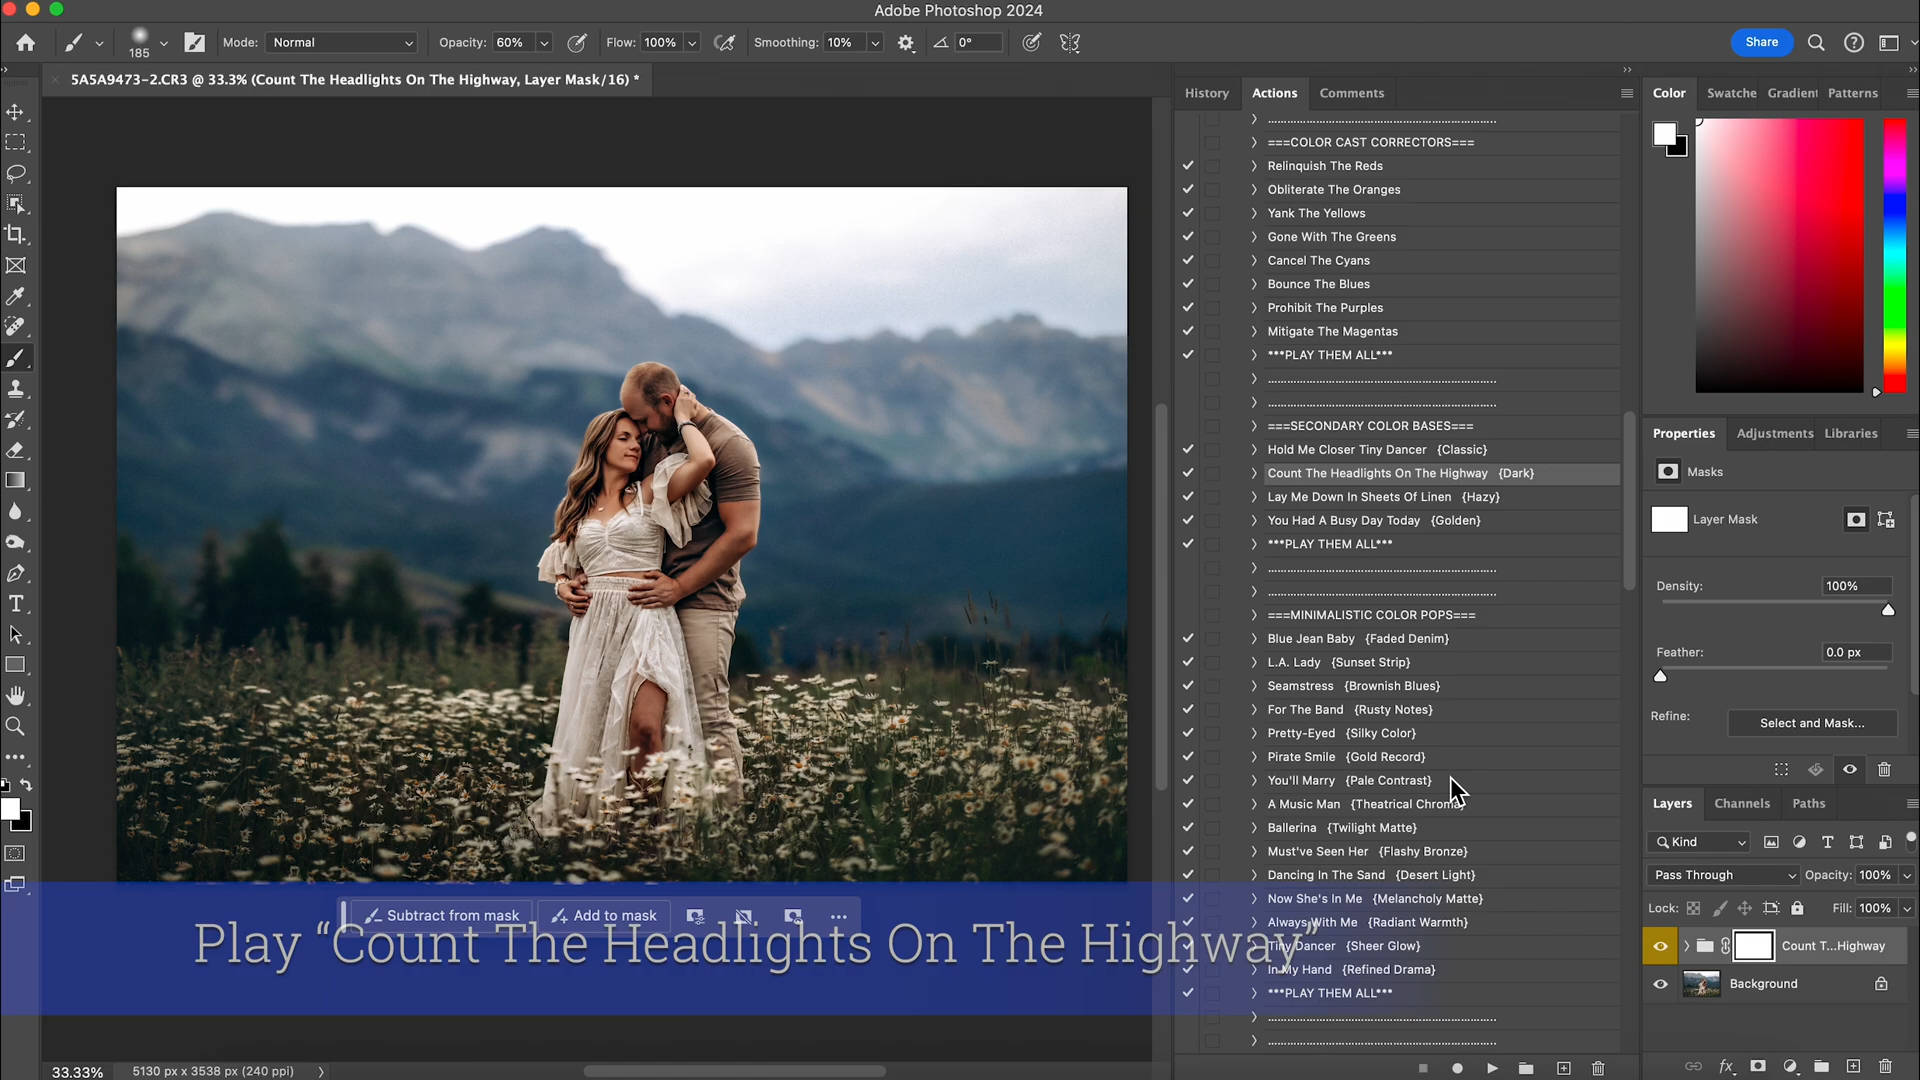 Adobe Photoshop 2024
185
Mode: Normal
Opacity: 60%
Flow: 100%
Smoothing: 10%
0°
Share
5A5A9473-2.CR3 @ 33.3% (Count The Headlights On The Highway, Layer Mask/16) *
History Actions Comments
===COLOR CAST CORRECTORS===
Relinquish The Reds
Obliterate The Oranges
Yank The Yellows
Gone With The Greens
Cancel The Cyans
Bounce The Blues
Prohibit The Purples
Mitigate The Magentas
***PLAY THEM ALL***
===SECONDARY COLOR BASES===
Hold Me Closer Tiny Dancer {Classic}
Count The Headlights On The Highway {Dark}
Lay Me Down In Sheets Of Linen {Hazy}
You Had A Busy Day Today {Golden}
***PLAY THEM ALL***
===MINIMALISTIC COLOR POPS===
Blue Jean Baby {Faded Denim}
L.A. Lady {Sunset Strip}
Seamstress {Brownish Blues}
For The Band {Rusty Notes}
Pretty-Eyed {Silky Color}
Pirate Smile {Gold Record}
You'll Marry {Pale Contrast}
A Music Man {Theatrical Chroma}
Ballerina {Twilight Matte}
Must've Seen Her {Flashy Bronze}
Dancing In The Sand {Desert Light}
Now She's In Me {Melancholy Matte}
Always With Me {Radiant Warmth}
Tiny Dancer {Sheer Glow}
In My Hand {Refined Drama}
***PLAY THEM ALL***
Color Swatche Gradient Patterns
Properties Adjustments Libraries
Masks
Layer Mask
Density: 100%
Feather: 0.0 px
Refine: Select and Mask...
Layers Channels Paths
Kind
Pass Through Opacity: 100%
Lock: Fill: 100%
Count T...Highway
Background
Subtract from mask Add to mask
Play “Count The Headlights On The Highway”
33.33% 5130 px x 3538 px (240 ppi)